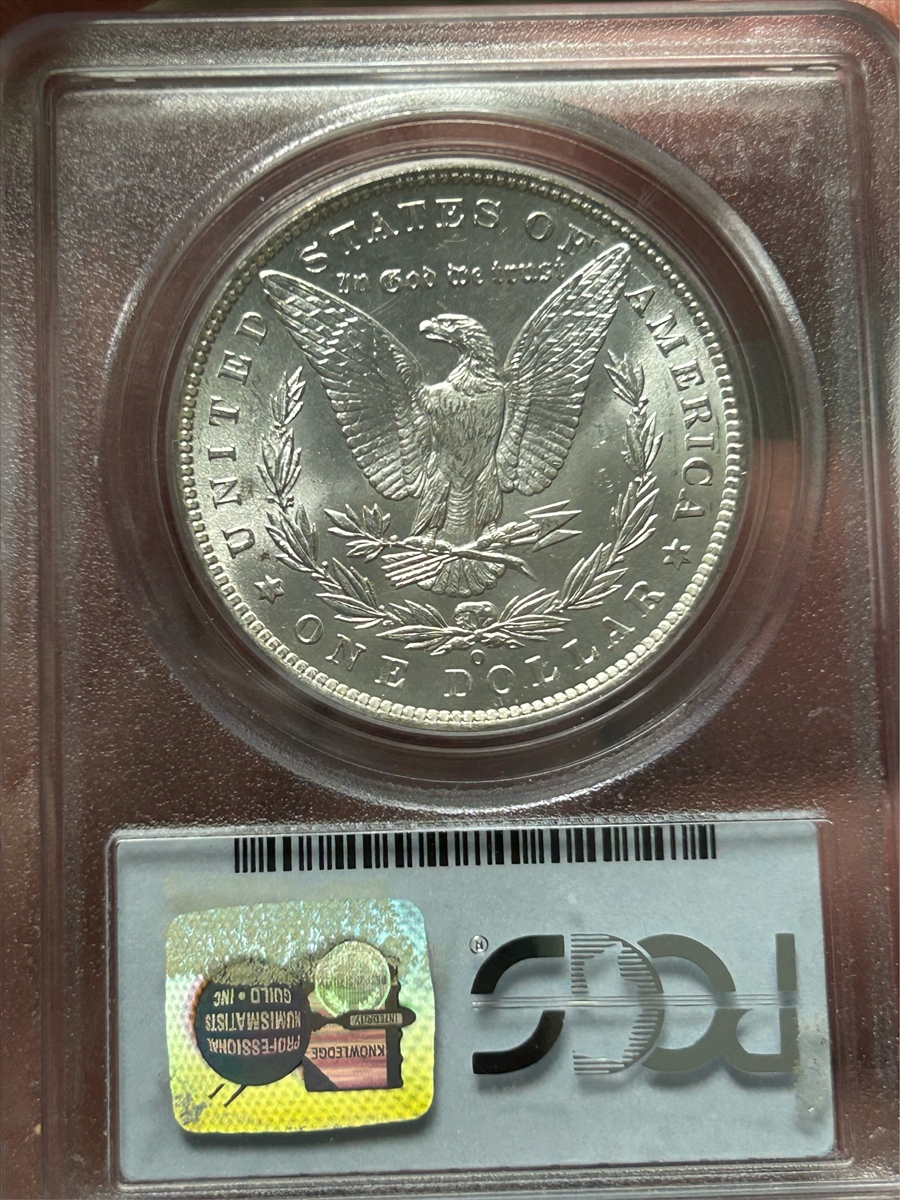 UNITED STATES OF AMERICA
In God we trust
O
ONE DOLLAR
PCGS
®
PROFESSIONAL
NUMISMATISTS
GUILD • INC
KNOWLEDGE
INTEGRITY